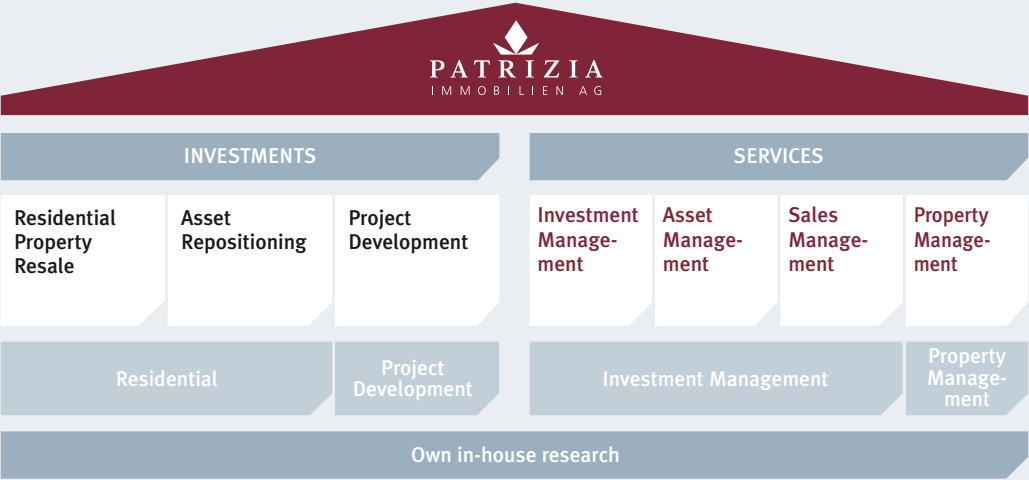 PATRIZIA
IMMOBILIEN AG
INVESTMENTS
SERVICES
Residential
Property
Resale
Asset
Repositioning
Project
Development
Investment
Manage-
ment
Asset
Manage-
ment
Sales
Manage-
ment
Property
Manage-
ment
Residential
Project
Development
Investment Management
Property
Manage-
ment
Own in-house research